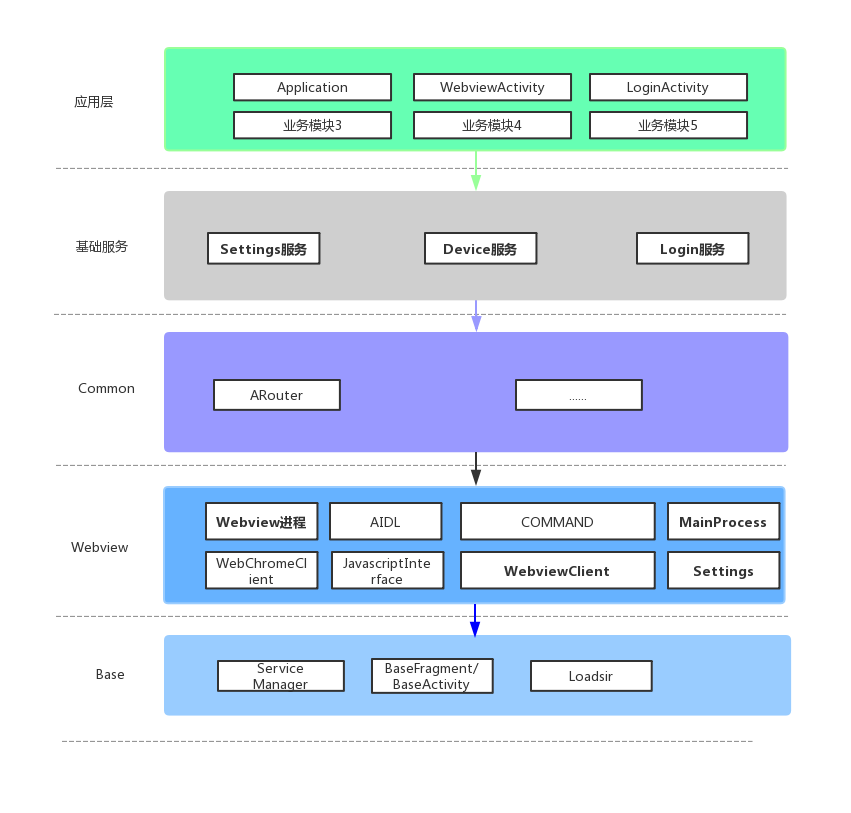 应用层
Application
WebviewActivity
LoginActivity
业务模块3
业务模块4
业务模块5
基础服务
Settings服务
Device服务
Login服务
Common
ARouter
......
Webview
Webview进程
AIDL
COMMAND
MainProcess
WebChromeCl
ient
JavascriptInte
rface
WebviewClient
Settings
Base
Service
Manager
BaseFragment/
BaseActivity
Loadsir